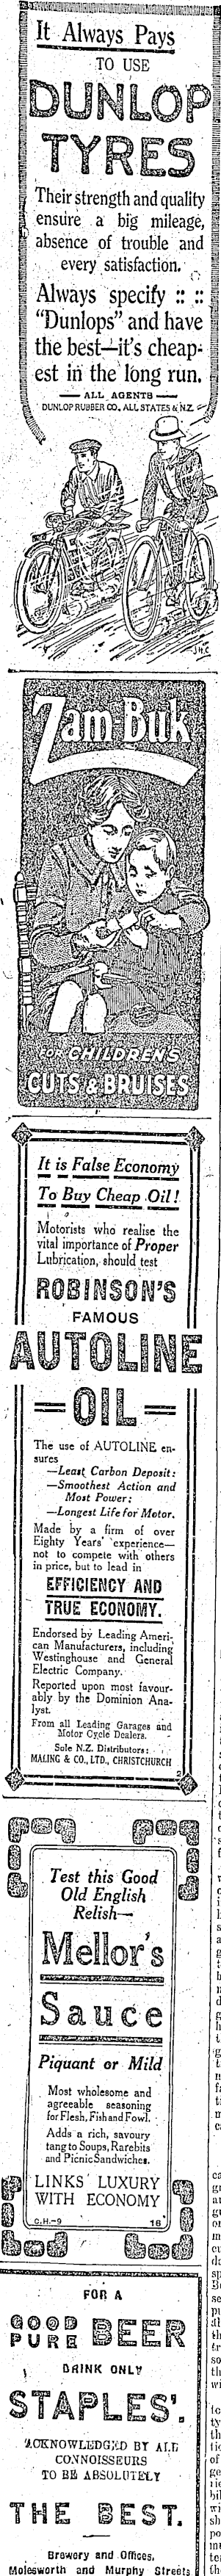 It Always Pays
TO USE
DUNLOP
TYRES
Their strength and quality
ensure a big mileage,
absence of trouble and
every satisfaction.
Always specify :: ::
"Dunlops" and have
the best—it's cheap-
est in the long run.
ALL AGENTS
DUNLOP RUBBER CO. ALL STATES & N.Z.
J.H.C
Zam-Buk
FOR CHILDREN'S
CUTS & BRUISES
It is False Economy
To Buy Cheap Oil!
Motorists who realise the
vital importance of Proper
Lubrication, should test
ROBINSON'S
FAMOUS
AUTOLINE
=OIL=
The use of AUTOLINE en-
sures
—Least Carbon Deposit:
—Smoothest Action and
Most Power;
—Longest Life for Motor.
Made by a firm of over
Eighty Years' experience—
not to compete with others
in price, but to lead in
EFFICIENCY AND
TRUE ECONOMY.
Endorsed by Leading Ameri-
can Manufacturers, including
Westinghouse and General
Electric Company.
Reported upon most favour-
ably by the Dominion Ana-
lyst.
From all Leading Garages and
Motor Cycle Dealers.
Sole N.Z. Distributors:
MALING & CO., LTD., CHRISTCHURCH
2
Test this Good
Old English
Relish—
Mellor's
Sauce
Piquant or Mild
Most wholesome and
agreeable seasoning
for Flesh, Fish and Fowl.
Adds a rich, savoury
tang to Soups, Rarebits
and Picnic Sandwiches.
LINKS LUXURY
WITH ECONOMY
C.H.—9 16
FOR A
GOOD PURE BEER
DRINK ONLY
STAPLES'.
ACKNOWLEDGED BY ALL
CONNOISSEURS
TO BE ABSOLUTELY
THE BEST.
Brewery and Offices,
Molesworth and Murphy Streets